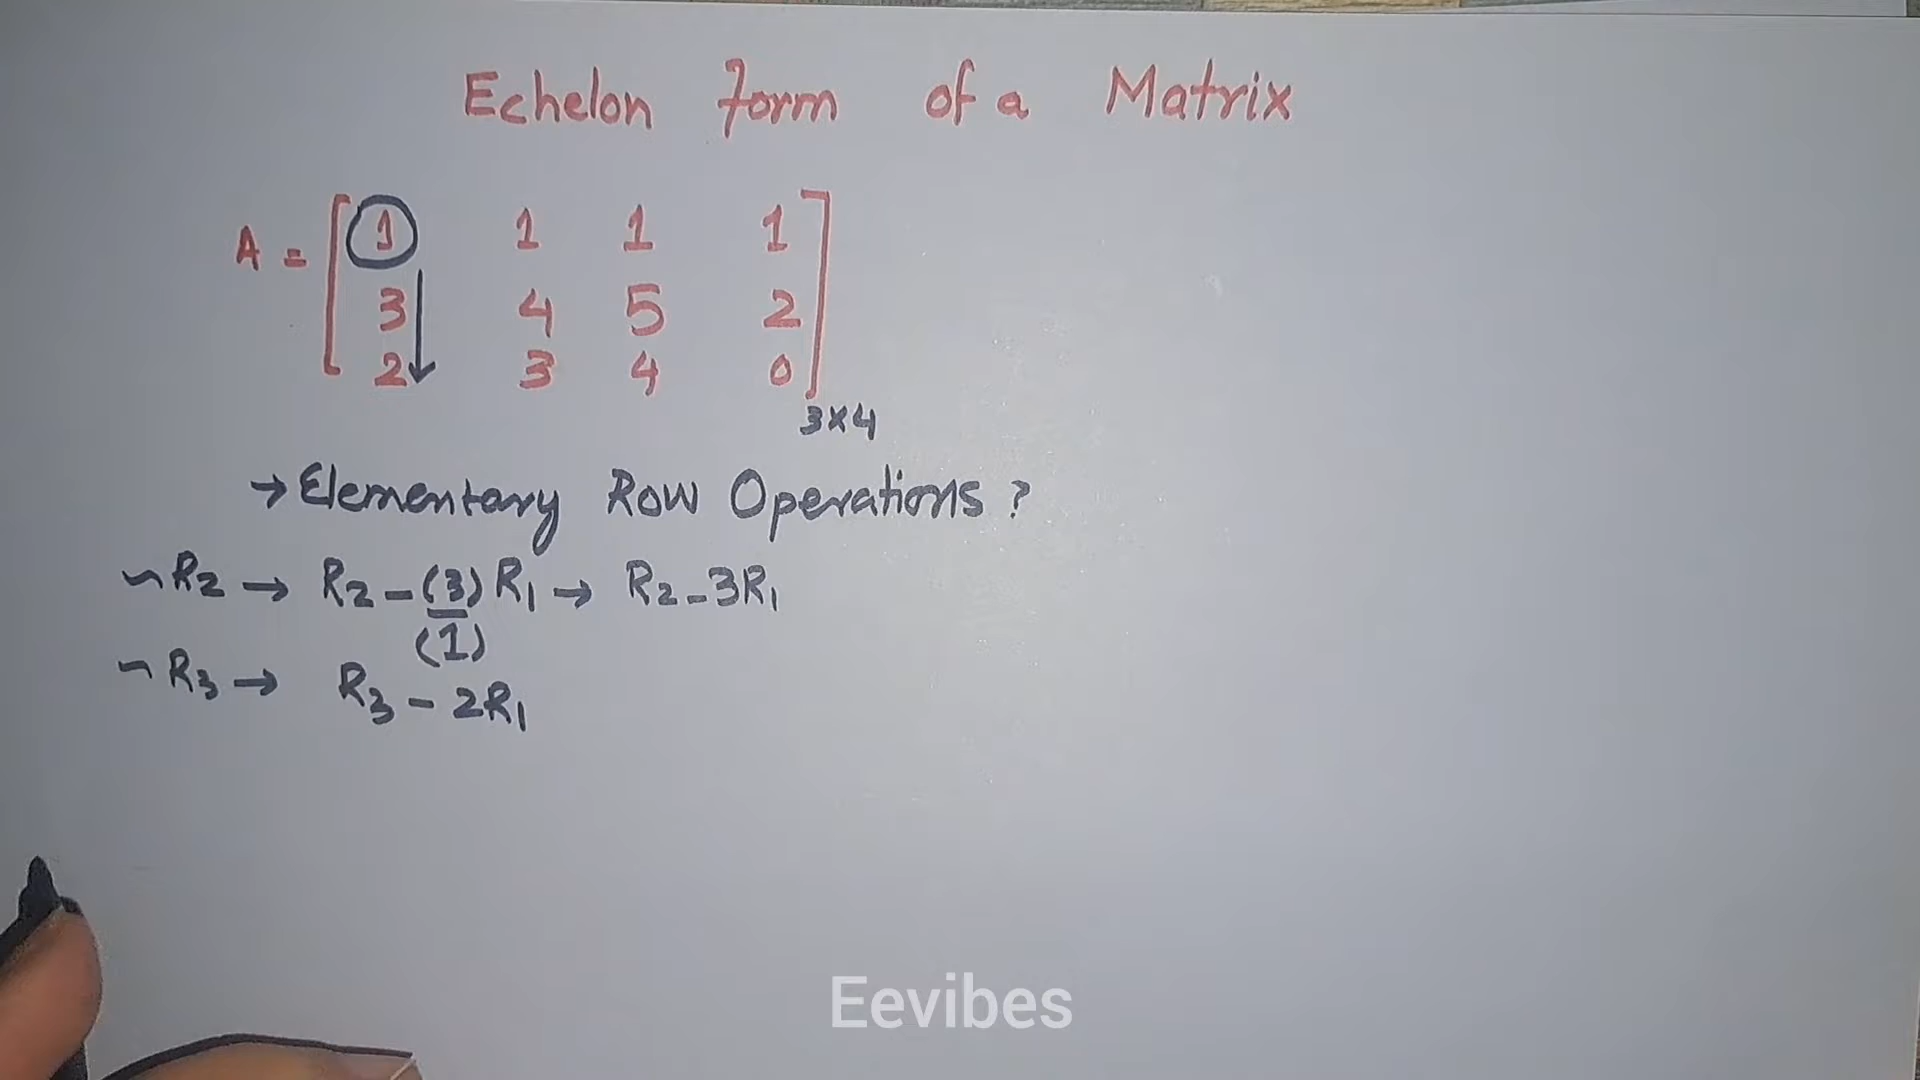 Echelon form of a Matrix
A = [ 1 1 1 1
3 4 5 2
2 3 4 0 ]
3×4
→ Elementary Row Operations ?
~R2 → R2 - (3)/(1) R1 → R2 - 3R1
~R3 → R3 - 2R1
Eevibes